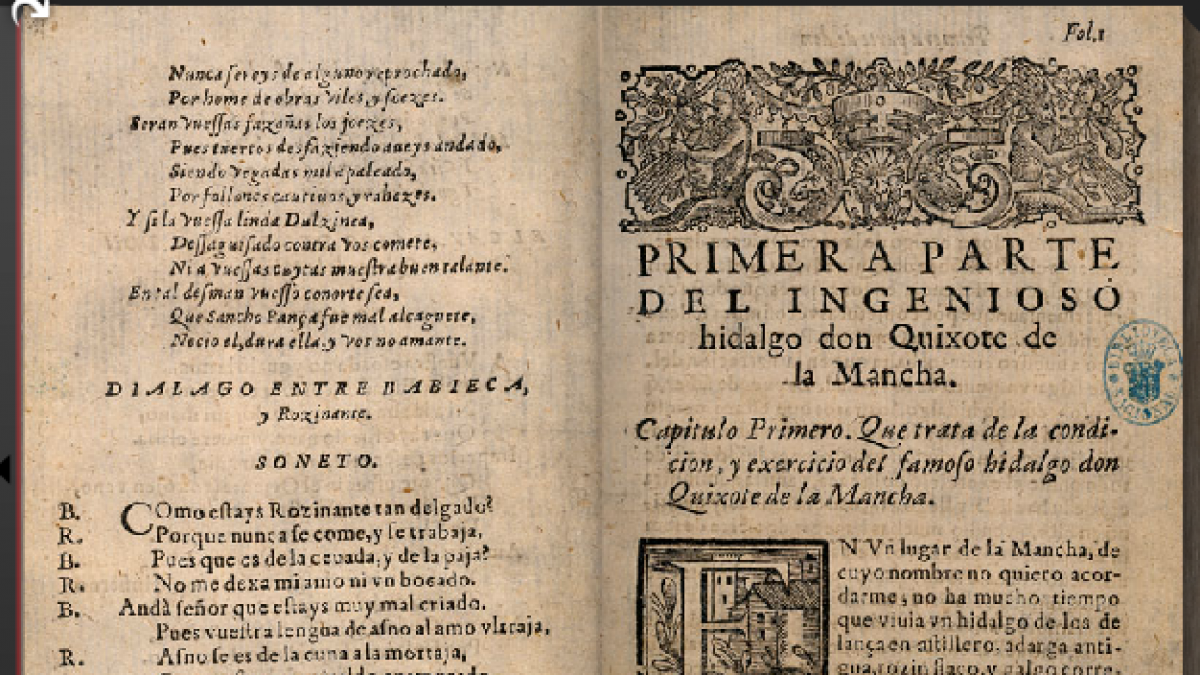 Nunca sereys de alguno reprochado,
Por home de obras viles, y soezes.
Seran vuessas fazañas los joezes,
Pues tuertos desfaziendo aueys andado,
Siendo vegadas mil apaleado,
Por follones cautiuos, y rahezes.
Y si la vuessa linda Dulzinea,
Dessaguisado contra vos comete,
Ni a vuessas cuytas muestra buen talante.
En tal desman vuesso conorte sea,
Que Sancho Pança fue mal alcaguete,
Necio el, dura ella, y vos no amante.
DIALAGO ENTRE BABIECA,
y Rozinante.
SONETO.
B. COmo estays Rozinante tan delgado?
R. Porque nunca se come, y se trabaja,
B. Pues que es de la ceuada, y de la paja?
R. No me dexa mi amo ni vn bocado.
B. Andà señor que estays muy mal criado.
Pues vuestra lengua de asno al amo vltraja,
R. Asno se es de la cuna a la mortaja,
Fol.1
PRIMERA PARTE
DEL INGENIOSO
hidalgo don Quixote de
la Mancha.
Capitulo Primero. Que trata de la condi-
cion, y exercicio del famoso hidalgo don
Quixote de la Mancha.
EN Vn lugar de la Mancha, de
cuyo nombre no quiero acor-
darme, no ha mucho tiempo
que viuia vn hidalgo de los de
lança en astillero, adarga anti-
gua, rozin flaco, y galgo corre-